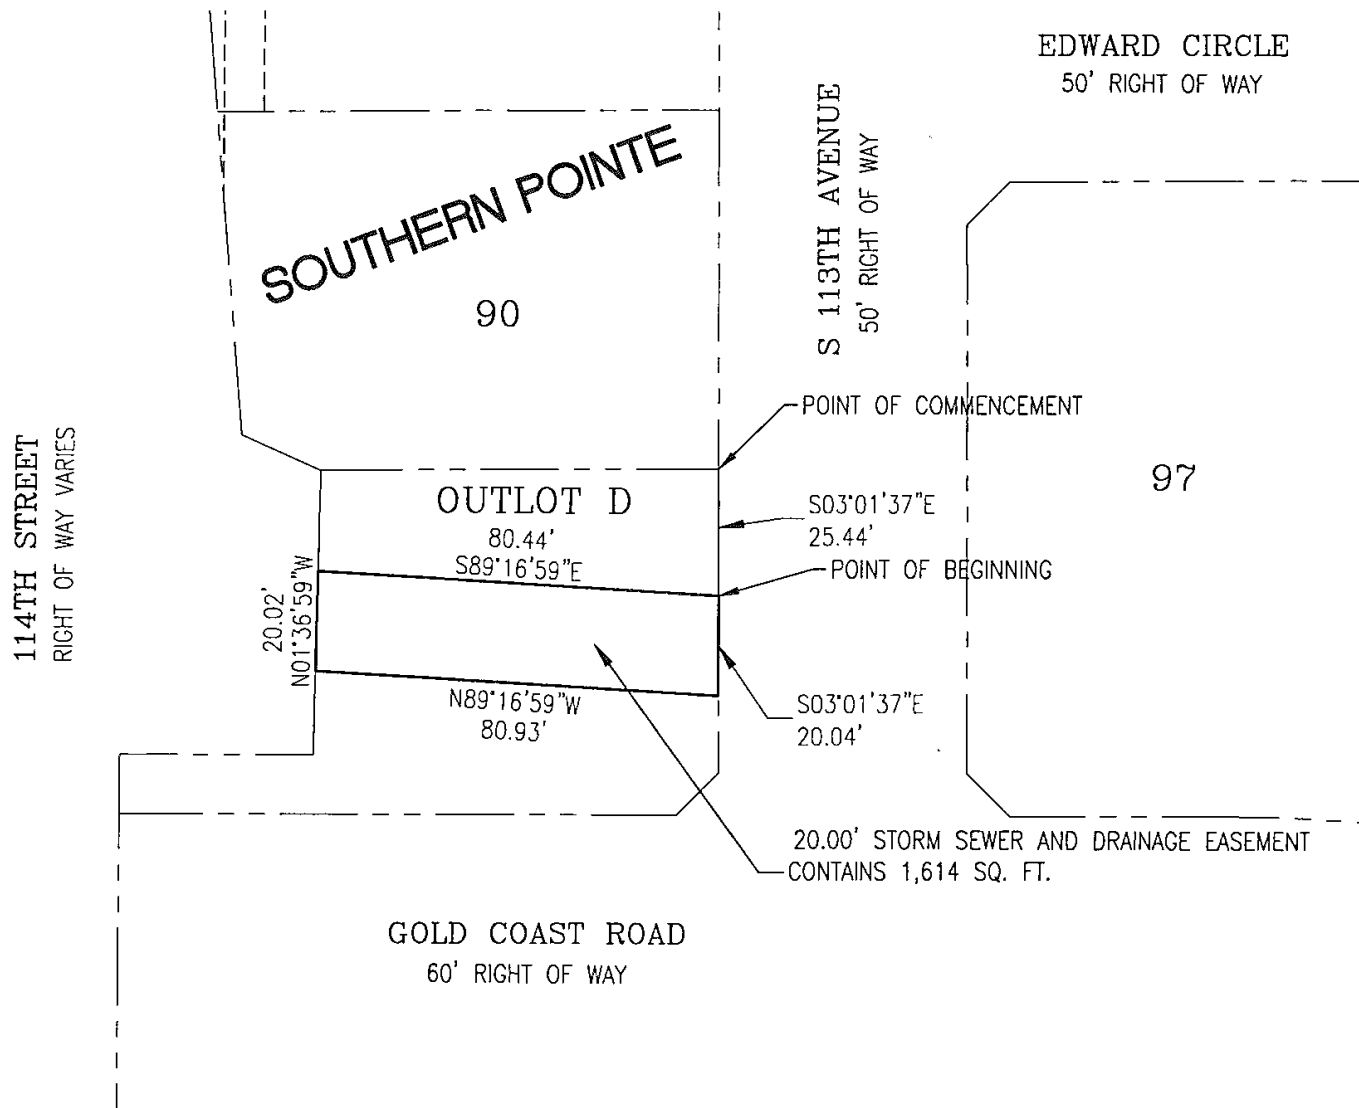 EDWARD CIRCLE
50' RIGHT OF WAY
SOUTHERN POINTE
S 113TH AVENUE
50' RIGHT OF WAY
90
POINT OF COMMENCEMENT
114TH STREET
RIGHT OF WAY VARIES
OUTLOT D
80.44'
S89°16'59"E
S03°01'37"E
25.44'
97
POINT OF BEGINNING
20.02'
N01°36'59"W
N89°16'59"W
80.93'
S03°01'37"E
20.04'
20.00' STORM SEWER AND DRAINAGE EASEMENT
CONTAINS 1,614 SQ. FT.
GOLD COAST ROAD
60' RIGHT OF WAY